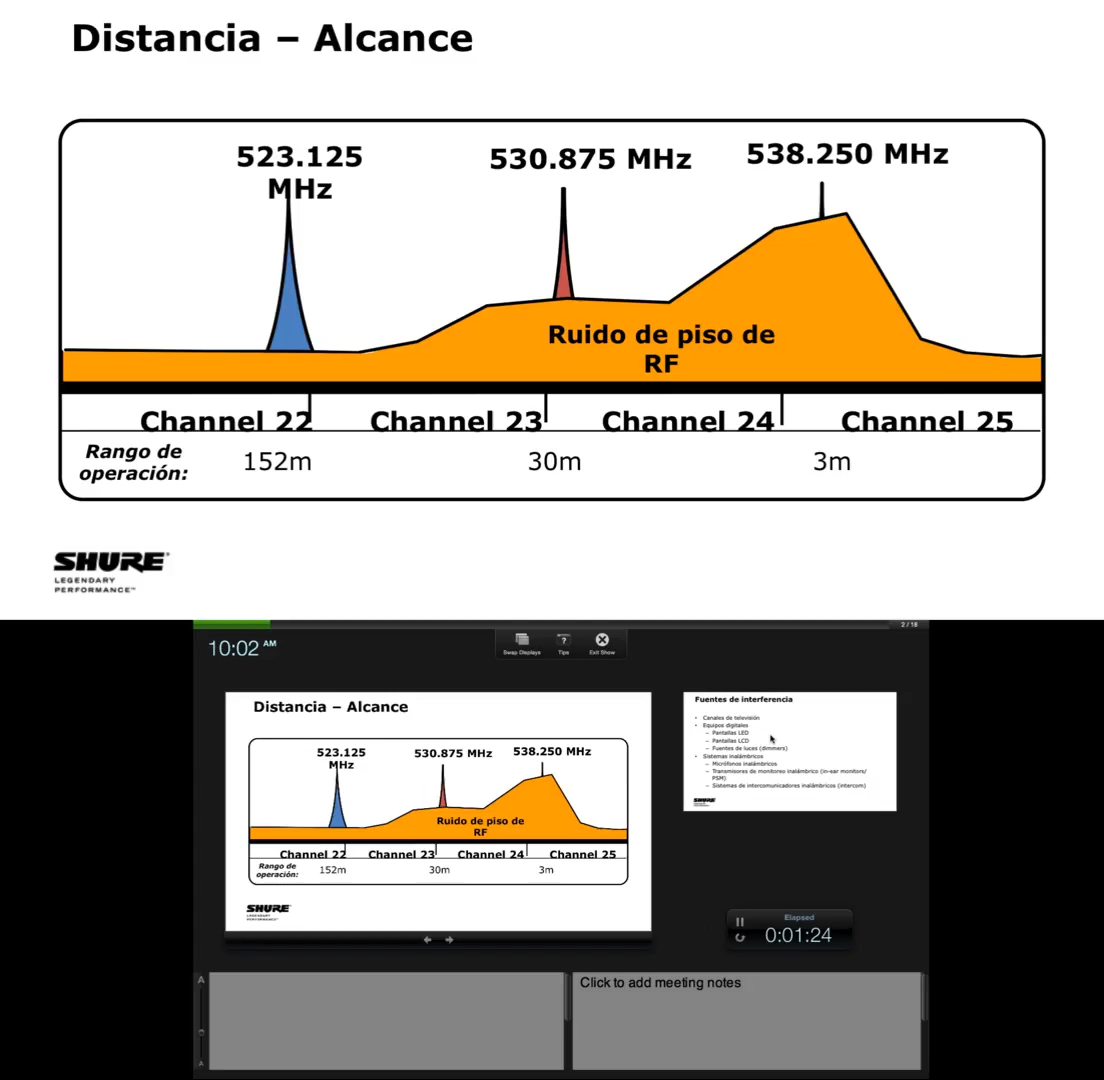 Distancia – Alcance
523.125
MHz
530.875 MHz
538.250 MHz
Ruido de piso de
RF
Channel 22
Channel 23
Channel 24
Channel 25
Rango de
operación:
152m
30m
3m
SHURE
LEGENDARY
PERFORMANCE™
2 / 18
10:02 AM
Swap Displays
Tips
Exit Show
Distancia – Alcance
523.125
MHz
530.875 MHz
538.250 MHz
Ruido de piso de
RF
Channel 22
Channel 23
Channel 24
Channel 25
Rango de
operación:
152m
30m
3m
SHURE
LEGENDARY
PERFORMANCE™
Fuentes de interferencia
• Canales de televisión
• Equipos digitales
– Pantallas LED
– Pantallas LCD
– Fuentes de luces (dimmers)
• Sistemas inalámbricos
– Micrófonos inalámbricos
– Transmisores de monitoreo inalámbrico (in-ear monitors/
PSM)
– Sistemas de intercomunicadores inalámbricos (intercom)
SHURE
Elapsed
0:01:24
A
A
Click to add meeting notes